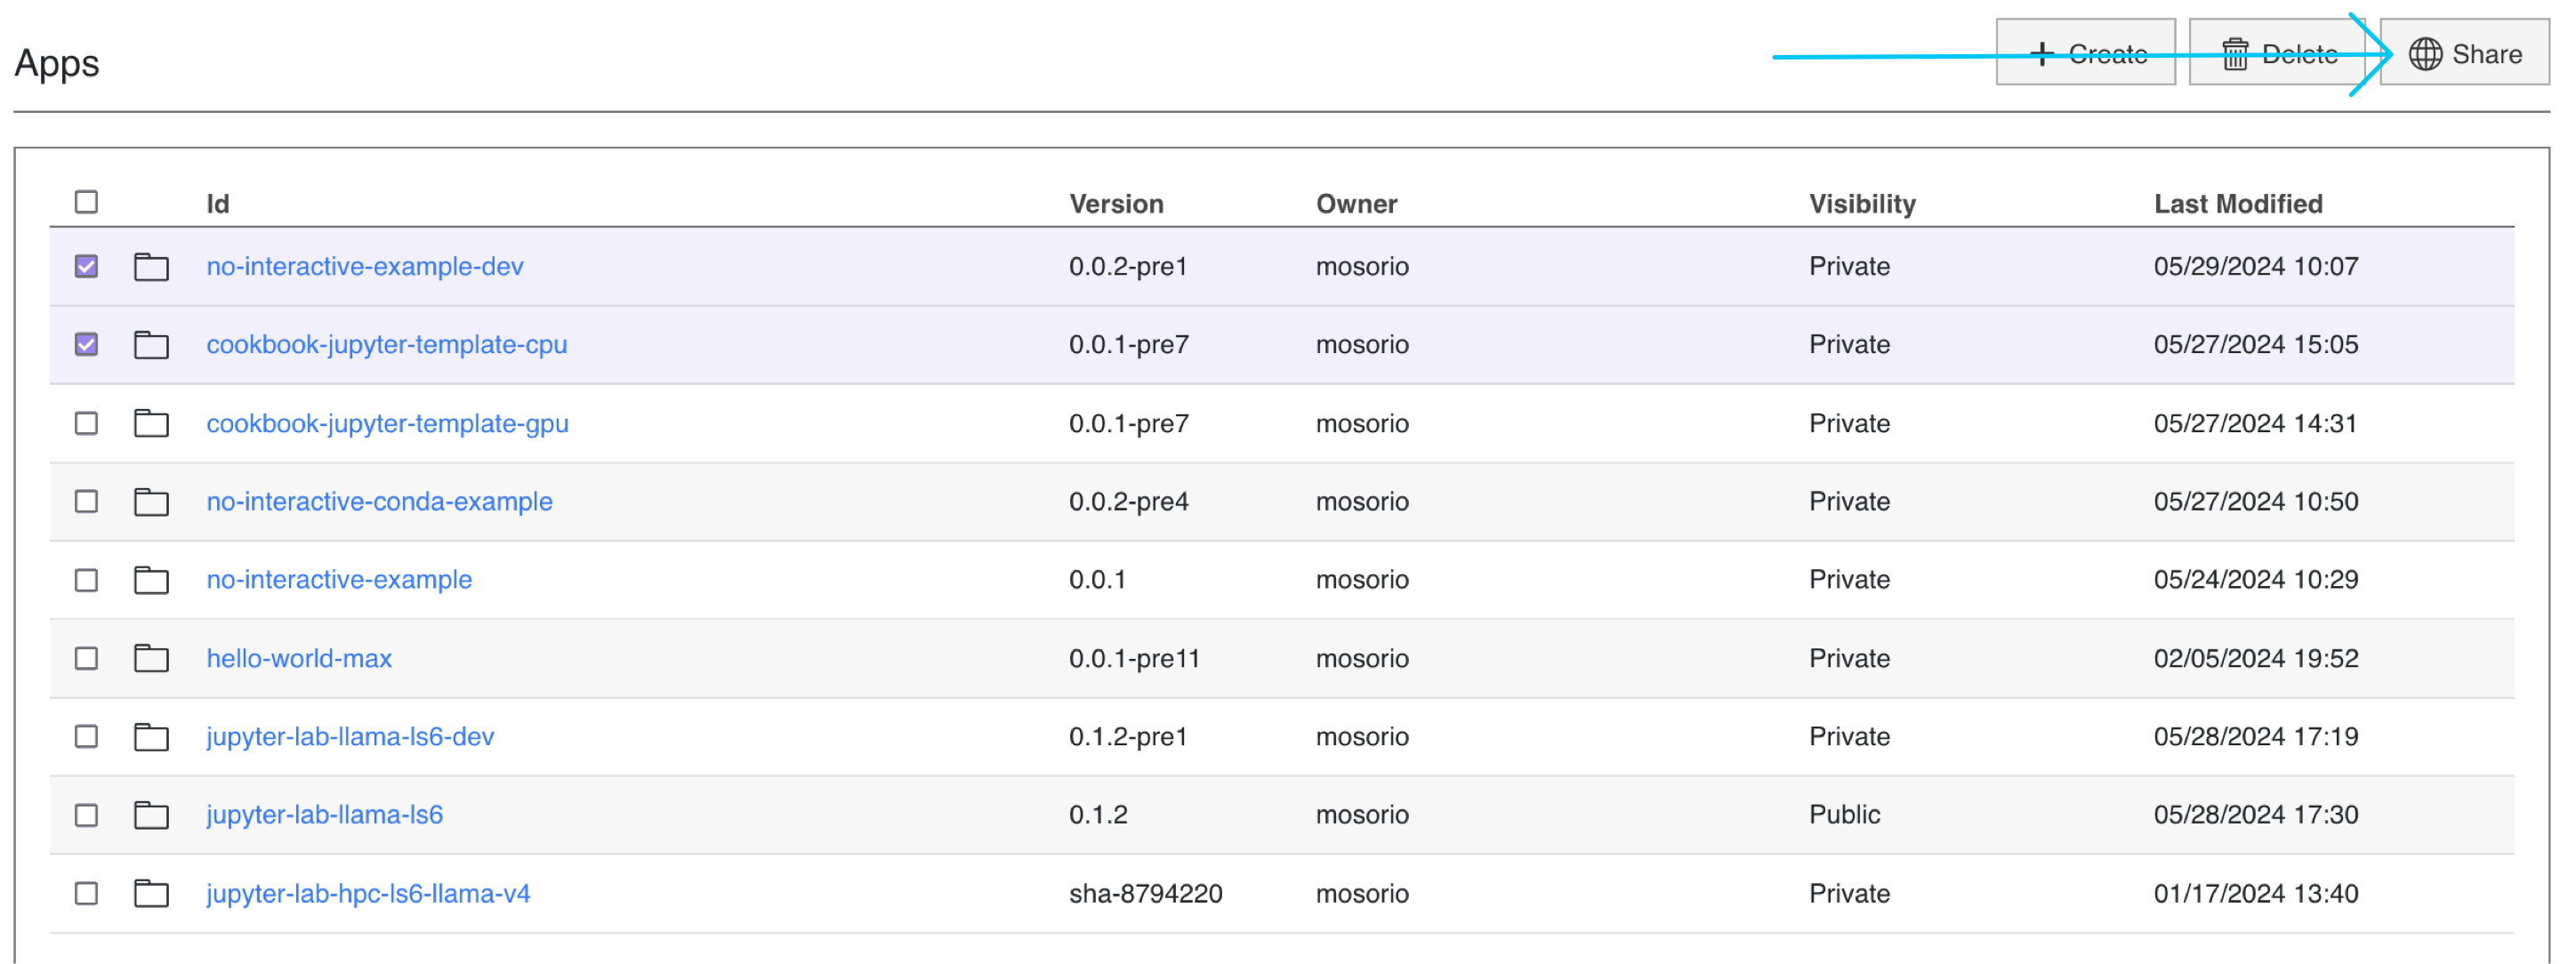 Apps
Create
Delete
Share
Id Version Owner Visibility Last Modified
no-interactive-example-dev 0.0.2-pre1 mosorio Private 05/29/2024 10:07
cookbook-jupyter-template-cpu 0.0.1-pre7 mosorio Private 05/27/2024 15:05
cookbook-jupyter-template-gpu 0.0.1-pre7 mosorio Private 05/27/2024 14:31
no-interactive-conda-example 0.0.2-pre4 mosorio Private 05/27/2024 10:50
no-interactive-example 0.0.1 mosorio Private 05/24/2024 10:29
hello-world-max 0.0.1-pre11 mosorio Private 02/05/2024 19:52
jupyter-lab-llama-ls6-dev 0.1.2-pre1 mosorio Private 05/28/2024 17:19
jupyter-lab-llama-ls6 0.1.2 mosorio Public 05/28/2024 17:30
jupyter-lab-hpc-ls6-llama-v4 sha-8794220 mosorio Private 01/17/2024 13:40